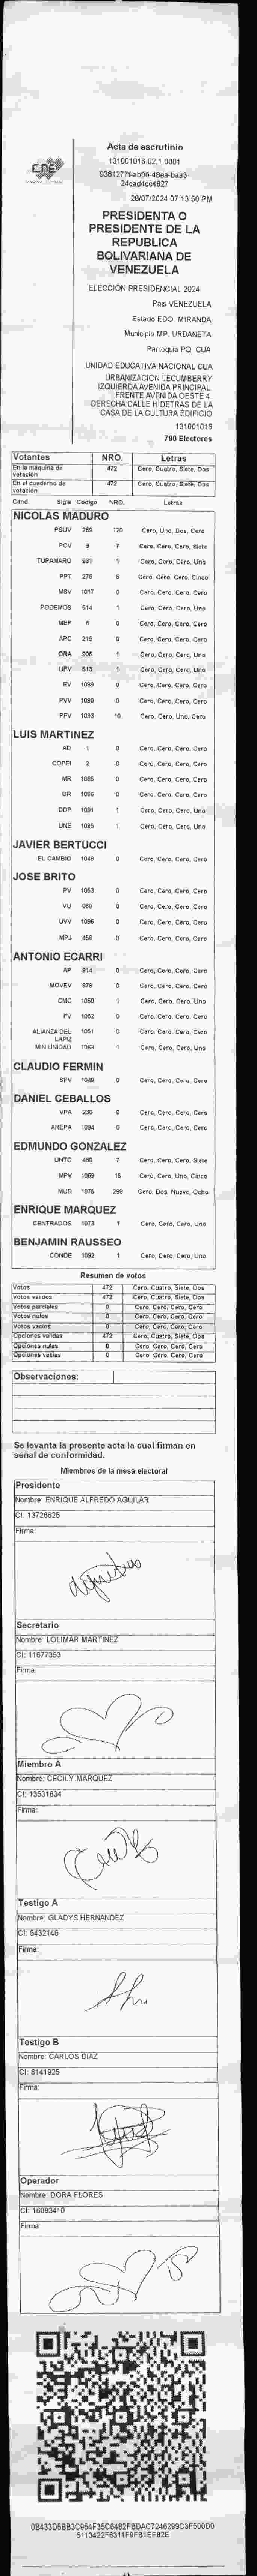 CNE
Acta de escrutinio
131001016.02.1.0001
24cad4cc4827
28/07/2024 07:13:50 PM
PRESIDENTA O
PRESIDENTE DE LA
REPUBLICA
BOLIVARIANA DE
VENEZUELA
ELECCIÓN PRESIDENCIAL 2024
Pais VENEZUELA
Estado EDO. MIRANDA
Municipio MP. URDANETA
Parroquia PQ. CUA
UNIDAD EDUCATIVA NACIONAL CUA
URBANIZACION LECUMBERRY
IZQUIERDA AVENIDA PRINCIPAL.
FRENTE AVENIDA OESTE 4.
DERECHA CALLE H DETRAS DE LA
CASA DE LA CULTURA EDIFICIO
131001016
790 Electores
Votantes NRO. Letras
En la máquina de votación 472 Cero, Cuatro, Siete, Dos
En el cuaderno de votación 472 Cero, Cuatro, Siete, Dos
Cand. Sigla Código NRO. Letras
NICOLAS MADURO
PSUV 269 120 Cero, Uno, Dos, Cero
PCV 9 7 Cero, Cero, Cero, Siete
TUPAMARO 931 1 Cero, Cero, Cero, Uno
PPT 276 5 Cero, Cero, Cero, Cinco
MSV 1017 0 Cero, Cero, Cero, Cero
PODEMOS 514 1 Cero, Cero, Cero, Uno
MEP 6 0 Cero, Cero, Cero, Cero
APC 218 0 Cero, Cero, Cero, Cero
ORA 906 1 Cero, Cero, Cero, Uno
UPV 513 1 Cero, Cero, Cero, Uno
EV 1089 0 Cero, Cero, Cero, Cero
PVV 1090 0 Cero, Cero, Cero, Cero
PFV 1093 10 Cero, Cero, Uno, Cero
LUIS MARTINEZ
AD 1 0 Cero, Cero, Cero, Cero
COPEI 2 0 Cero, Cero, Cero, Cero
MR 1065 0 Cero, Cero, Cero, Cero
BR 1066 0 Cero, Cero, Cero, Cero
DDP 1091 1 Cero, Cero, Cero, Uno
UNE 1095 1 Cero, Cero, Cero, Uno
JAVIER BERTUCCI
EL CAMBIO 1048 0 Cero, Cero, Cero, Cero
JOSE BRITO
PV 1053 0 Cero, Cero, Cero, Cero
VU 968 0 Cero, Cero, Cero, Cero
UVV 1096 0 Cero, Cero, Cero, Cero
MPJ 458 0 Cero, Cero, Cero, Cero
ANTONIO ECARRI
AP 914 0 Cero, Cero, Cero, Cero
MOVEV 979 0 Cero, Cero, Cero, Cero
CMC 1050 1 Cero, Cero, Cero, Uno
FV 1062 0 Cero, Cero, Cero, Cero
ALIANZA DEL LAPIZ 1051 0 Cero, Cero, Cero, Cero
MIN UNIDAD 1 Cero, Cero, Cero, Uno
CLAUDIO FERMIN
SPV 0 Cero, Cero, Cero, Cero
DANIEL CEBALLOS
VPA 235 0 Cero, Cero, Cero, Cero
AREPA 1094 0 Cero, Cero, Cero, Cero
EDMUNDO GONZALEZ
UNTC 450 7 Cero, Cero, Cero, Siete
MPV 1069 15 Cero, Cero, Uno, Cinco
MUD 1075 298 Cero, Dos, Nueve, Ocho
ENRIQUE MARQUEZ
CENTRADOS 1073 1 Cero, Cero, Cero, Uno
BENJAMIN RAUSSEO
CONDE 1092 1 Cero, Cero, Cero, Uno
Resumen de votos
Votos 472 Cero, Cuatro, Siete, Dos
Votos validos 472 Cero, Cuatro, Siete, Dos
Votos parciales 0 Cero, Cero, Cero, Cero
Votos nulos 0 Cero, Cero, Cero, Cero
Votos vacios 0 Cero, Cero, Cero, Cero
Opciones validas 472 Cero, Cuatro, Siete, Dos
Opciones nulas 0 Cero, Cero, Cero, Cero
Opciones vacias 0 Cero, Cero, Cero, Cero
Observaciones:
Se levanta la presente acta la cual firman en
señal de conformidad.
Miembros de la mesa electoral
Presidente
Nombre: ENRIQUE ALFREDO AGUILAR
CI: 13726625
Firma:
Secretario
Nombre: LOLIMAR MARTINEZ
CI: 11677353
Firma:
Miembro A
Nombre: CECILY MARQUEZ
CI: 13531634
Firma:
Testigo A
Nombre: GLADYS HERNANDEZ
CI: 5432146
Firma:
Testigo B
Nombre: CARLOS DIAZ
CI: 6141925
Firma:
Operador
Nombre: DORA FLORES
CI: 16093410
Firma: